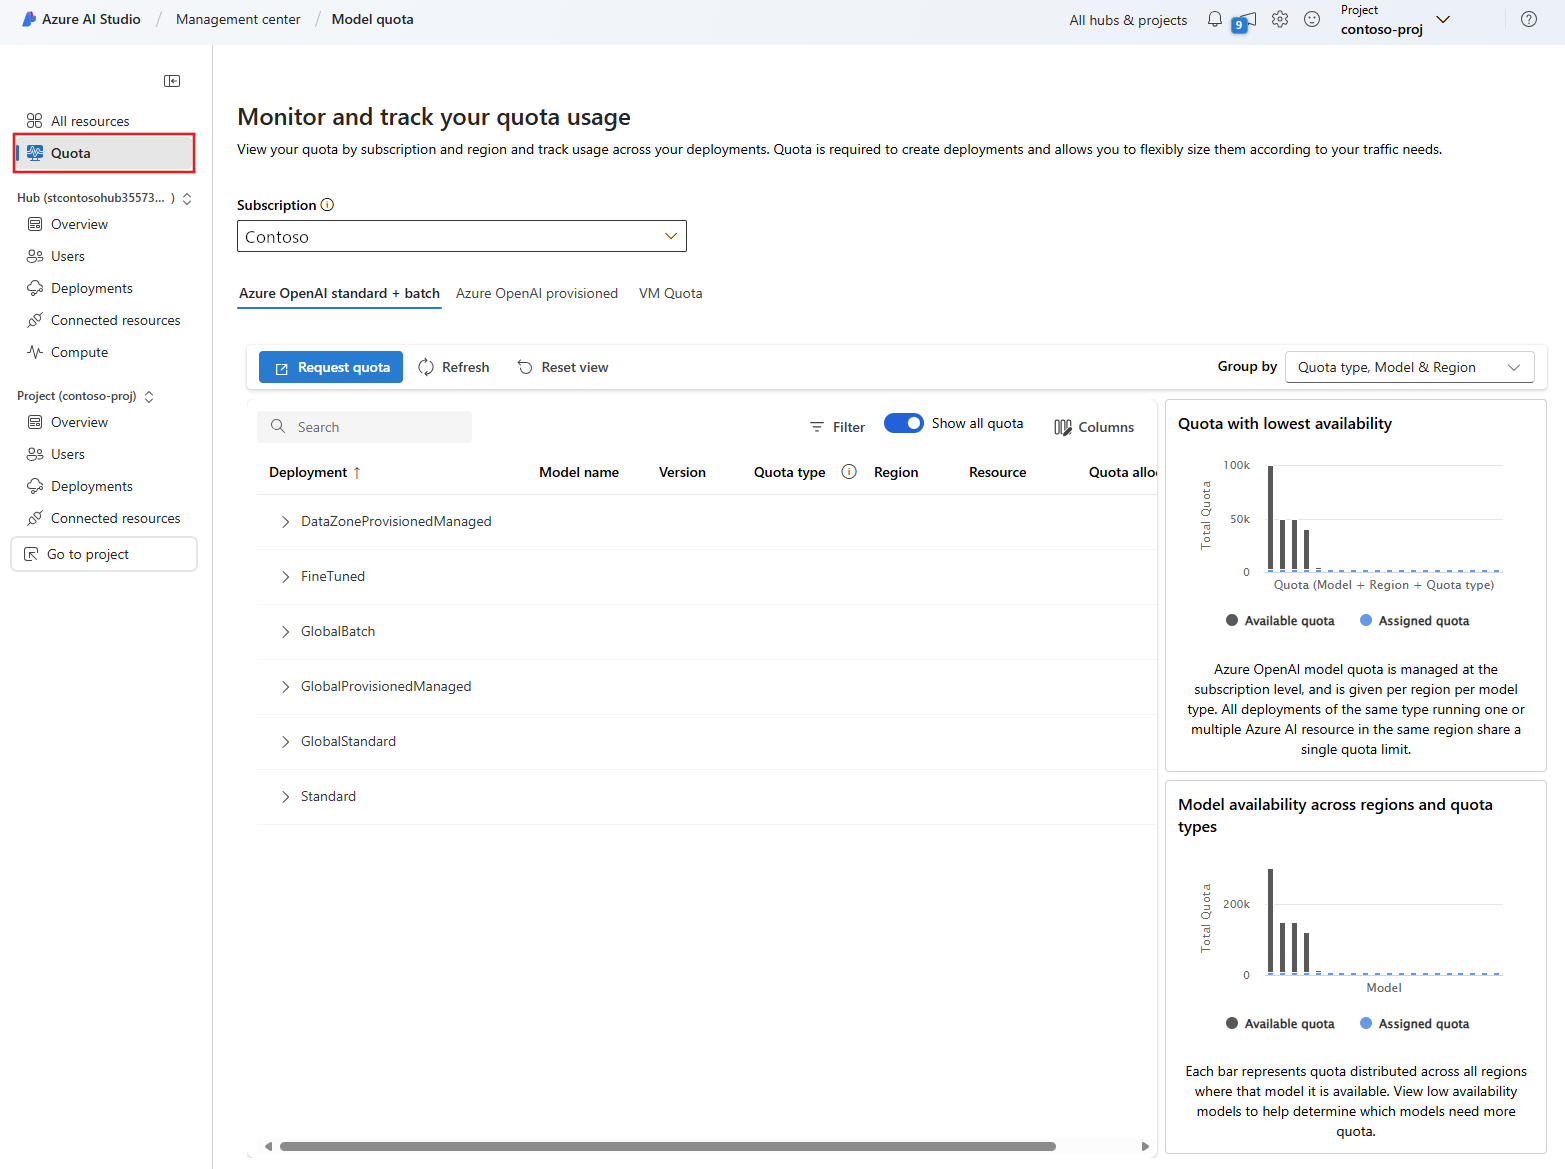 Azure AI Studio / Management center / Model quota
All hubs & projects
9
Project
contoso-proj
All resources
Quota
Hub (stcontosohub35573... )
Overview
Users
Deployments
Connected resources
Compute
Project (contoso-proj)
Overview
Users
Deployments
Connected resources
Go to project
Monitor and track your quota usage
View your quota by subscription and region and track usage across your deployments. Quota is required to create deployments and allows you to flexibly size them according to your traffic needs.
Subscription
Contoso
Azure OpenAI standard + batch
Azure OpenAI provisioned
VM Quota
Request quota
Refresh
Reset view
Group by
Quota type, Model & Region
Search
Filter
Show all quota
Columns
Deployment ↑
Model name
Version
Quota type
Region
Resource
Quota alloc
DataZoneProvisionedManaged
FineTuned
GlobalBatch
GlobalProvisionedManaged
GlobalStandard
Standard
Quota with lowest availability
Total Quota
100k
50k
0
Quota (Model + Region + Quota type)
Available quota
Assigned quota
Azure OpenAI model quota is managed at the
subscription level, and is given per region per model
type. All deployments of the same type running one or
multiple Azure AI resource in the same region share a
single quota limit.
Model availability across regions and quota
types
Total Quota
200k
0
Model
Available quota
Assigned quota
Each bar represents quota distributed across all regions
where that model it is available. View low availability
models to help determine which models need more
quota.